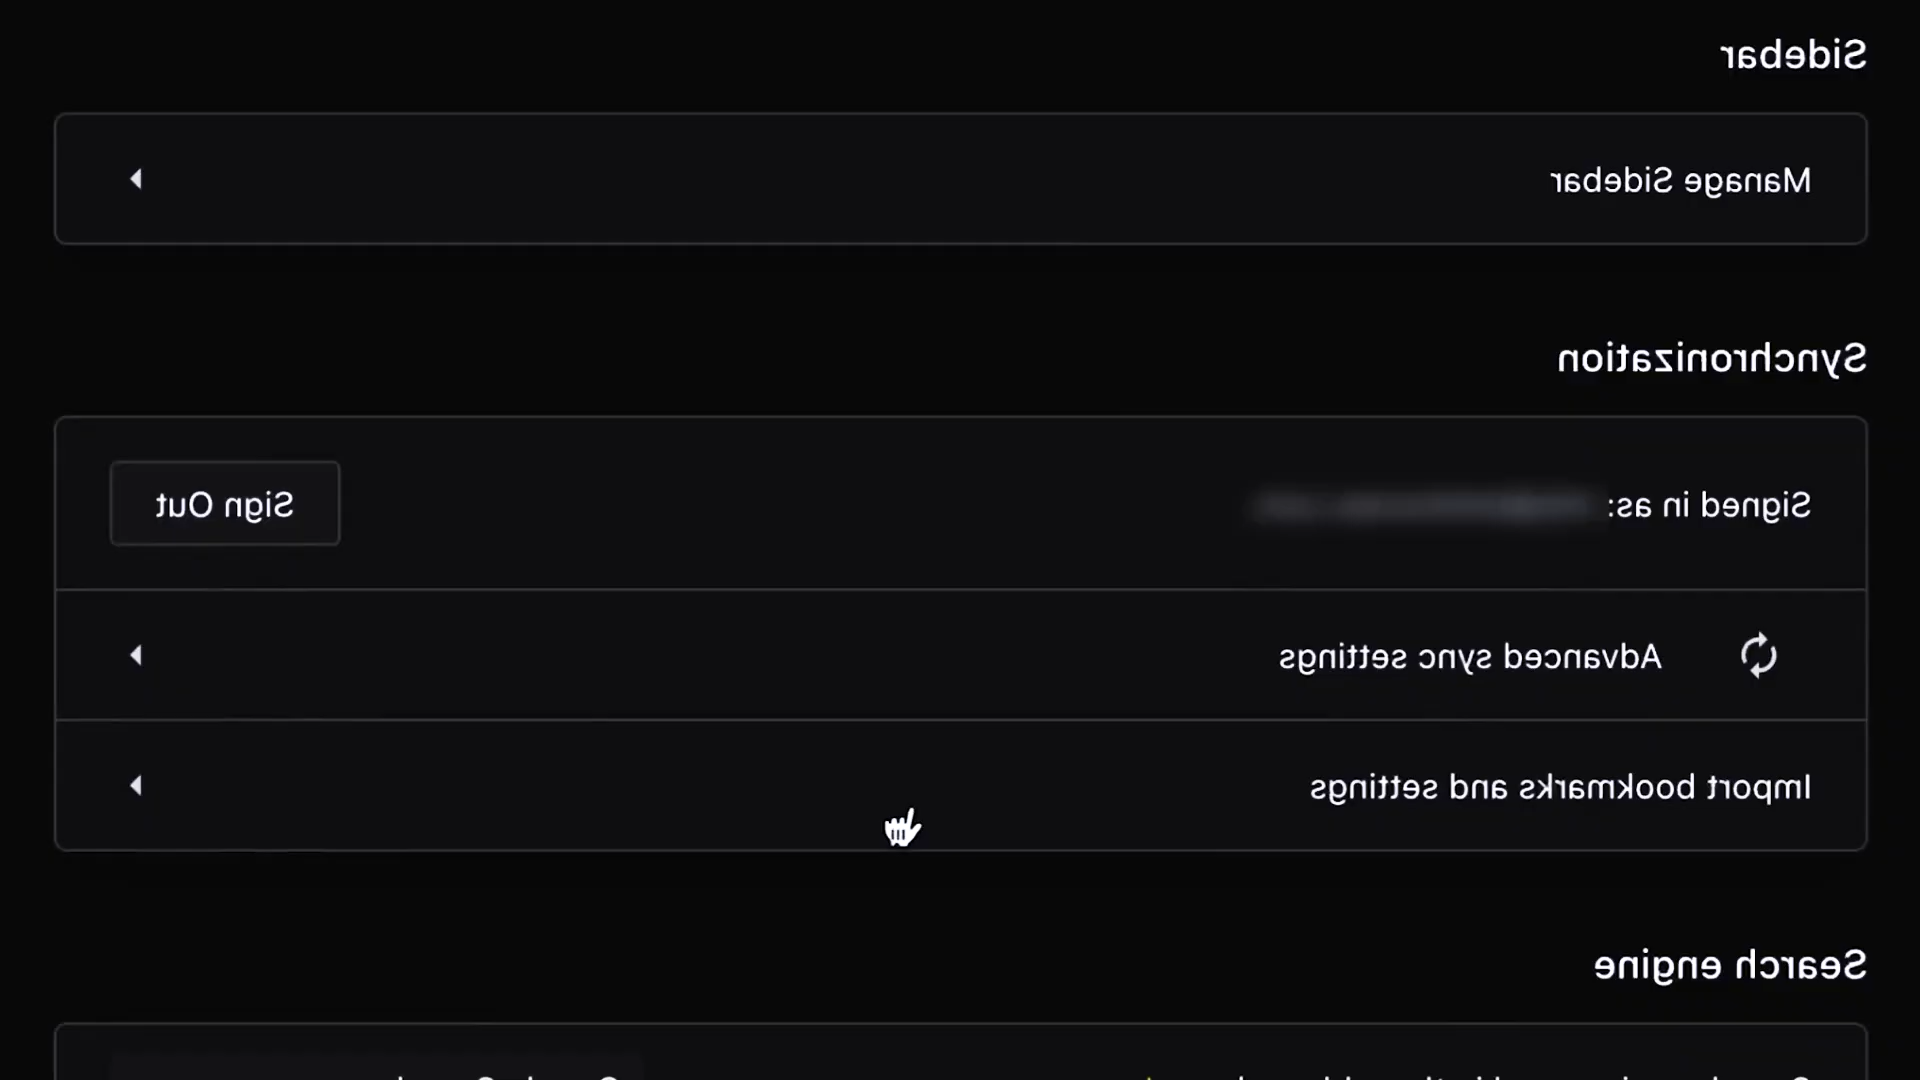 Sidebar
Manage Sidebar
Synchronization
Signed in as:
Sign Out
Advanced sync settings
Import bookmarks and settings
Search engine